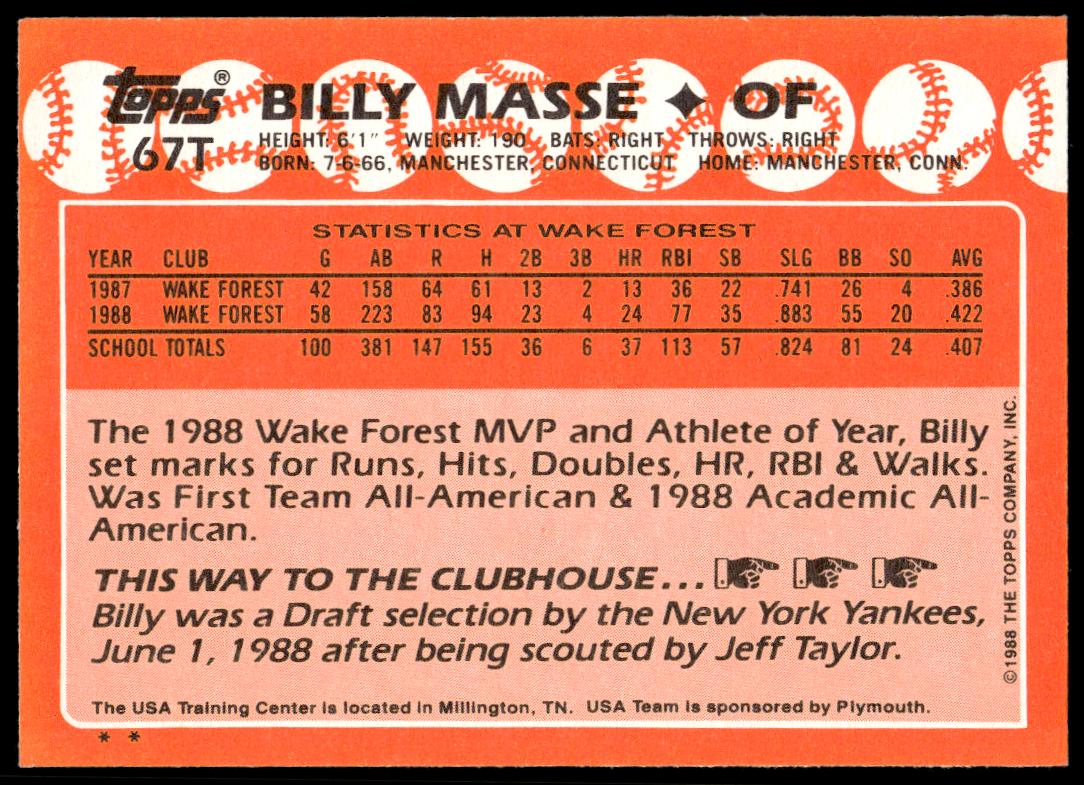 topps® BILLY MASSE ✦ OF
67T
HEIGHT: 6'1" WEIGHT: 190 BATS: RIGHT THROWS: RIGHT
BORN: 7-6-66, MANCHESTER, CONNECTICUT HOME: MANCHESTER, CONN.
STATISTICS AT WAKE FOREST
YEAR CLUB G AB R H 2B 3B HR RBI SB SLG BB SO AVG
1987 WAKE FOREST 42 158 64 61 13 2 13 36 22 .741 26 4 .386
1988 WAKE FOREST 58 223 83 94 23 4 24 77 35 .883 55 20 .422
SCHOOL TOTALS 100 381 147 155 36 6 37 113 57 .824 81 24 .407
The 1988 Wake Forest MVP and Athlete of Year, Billy
set marks for Runs, Hits, Doubles, HR, RBI & Walks.
Was First Team All-American & 1988 Academic All-
American.
THIS WAY TO THE CLUBHOUSE...
Billy was a Draft selection by the New York Yankees,
June 1, 1988 after being scouted by Jeff Taylor.
The USA Training Center is located in Millington, TN. USA Team is sponsored by Plymouth.
* *
©1988 THE TOPPS COMPANY, INC.